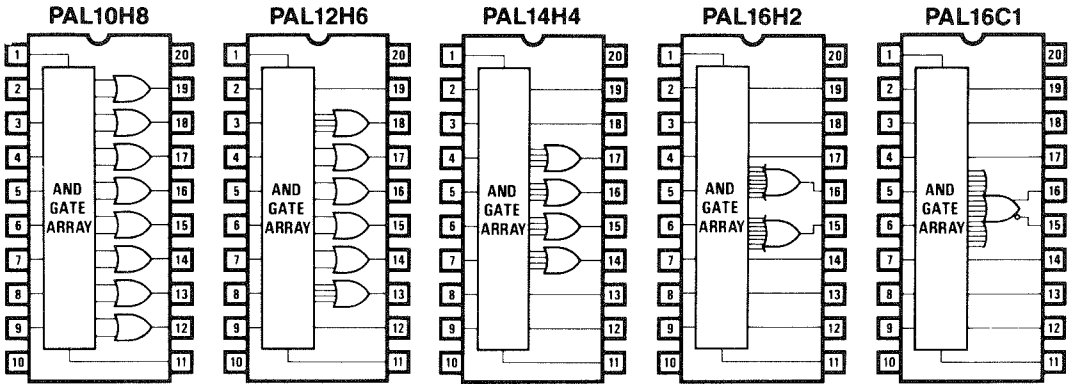 PAL10H8
1 20
2 19
3 18
4 17
5 AND 16
GATE
6 ARRAY 15
7 14
8 13
9 12
10 11
PAL12H6
1 20
2 19
3 18
4 17
5 AND 16
GATE
6 ARRAY 15
7 14
8 13
9 12
10 11
PAL14H4
1 20
2 19
3 18
4 17
5 AND 16
GATE
6 ARRAY 15
7 14
8 13
9 12
10 11
PAL16H2
1 20
2 19
3 18
4 17
5 AND 16
GATE
6 ARRAY 15
7 14
8 13
9 12
10 11
PAL16C1
1 20
2 19
3 18
4 17
5 AND 16
GATE
6 ARRAY 15
7 14
8 13
9 12
10 11